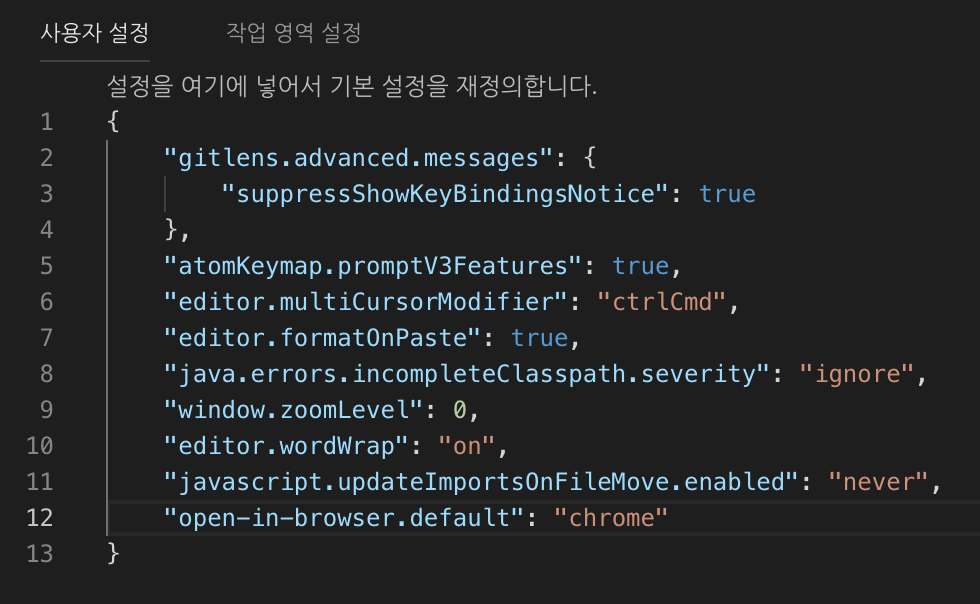 사용자 설정 작업 영역 설정
설정을 여기에 넣어서 기본 설정을 재정의합니다.
1 {
2 "gitlens.advanced.messages": {
3 "suppressShowKeyBindingsNotice": true
4 },
5 "atomKeymap.promptV3Features": true,
6 "editor.multiCursorModifier": "ctrlCmd",
7 "editor.formatOnPaste": true,
8 "java.errors.incompleteClasspath.severity": "ignore",
9 "window.zoomLevel": 0,
10 "editor.wordWrap": "on",
11 "javascript.updateImportsOnFileMove.enabled": "never",
12 "open-in-browser.default": "chrome"
13 }